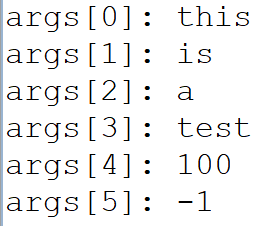 args[0]: this
args[1]: is
args[2]: a
args[3]: test
args[4]: 100
args[5]: -1